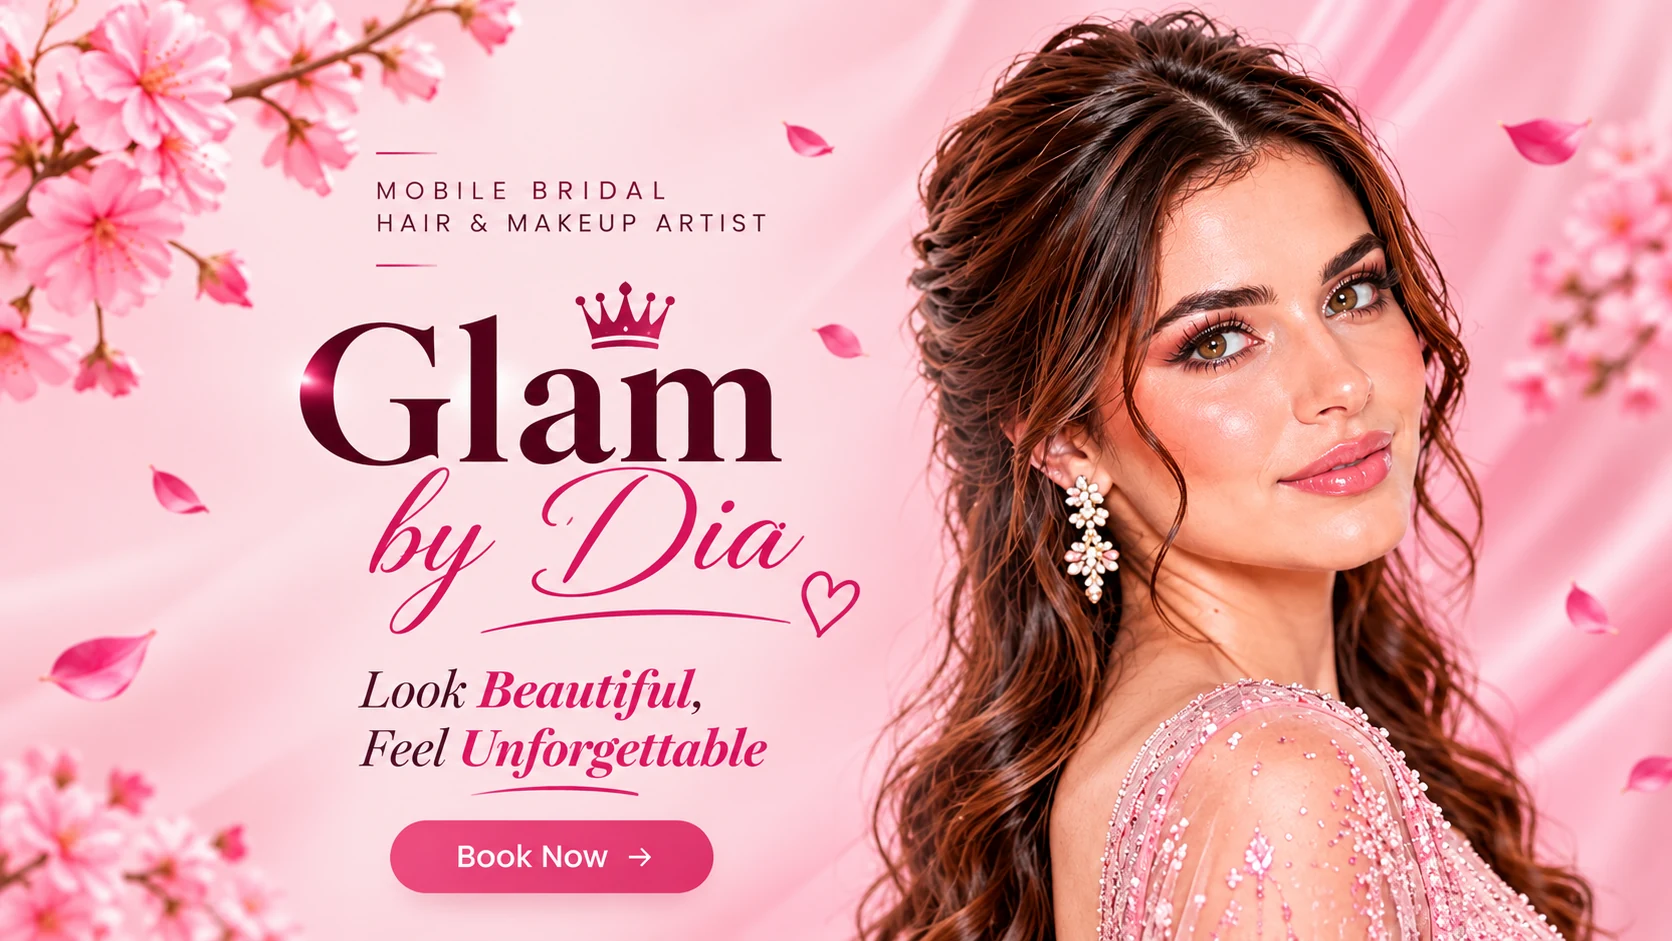 MOBILE BRIDAL
HAIR & MAKEUP ARTIST
Glam
by Dia
Look Beautiful,
Feel Unforgettable
Book Now →